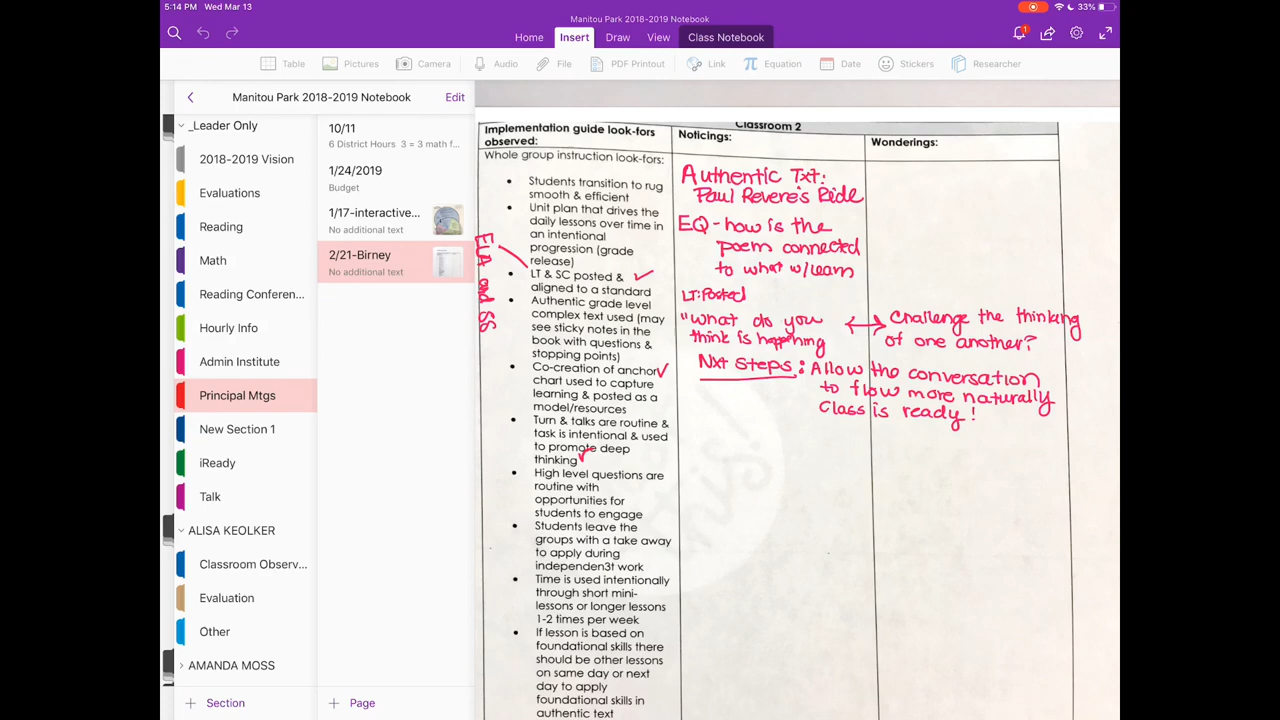 5:14 PM Wed Mar 13
33%
Manitou Park 2018-2019 Notebook
Home Insert Draw View Class Notebook
1
Table Pictures Camera Audio File PDF Printout Link Equation Date Stickers Researcher
Manitou Park 2018-2019 Notebook Edit
_Leader Only
2018-2019 Vision
Evaluations
Reading
Math
Reading Conferen...
Hourly Info
Admin Institute
Principal Mtgs
New Section 1
iReady
Talk
ALISA KEOLKER
Classroom Observ...
Evaluation
Other
AMANDA MOSS
+ Section
10/11
6 District Hours 3 = 3 math f...
1/24/2019
Budget
1/17-interactive...
No additional text
2/21-Birney
No additional text
+ Page
Classroom 2
Implementation guide look-fors
observed:
Noticings:
Wonderings:
Whole group instruction look-fors:
• Students transition to rug
smooth & efficient
• Unit plan that drives the
daily lessons over time in
an intentional
progression (grade
release)
• LT & SC posted &
aligned to a standard
• Authentic grade level
complex text used (may
see sticky notes in the
book with questions &
stopping points)
• Co-creation of anchor
chart used to capture
learning & posted as a
model/resources
• Turn & talks are routine &
task is intentional & used
to promote deep
thinking
• High level questions are
routine with
opportunities for
students to engage
• Students leave the
groups with a take away
to apply during
independen3t work
• Time is used intentionally
through short mini-
lessons or longer lessons
1-2 times per week
• If lesson is based on
foundational skills there
should be other lessons
on same day or next
day to apply
foundational skills in
authentic text
ELA and SS
Authentic Txt:
Paul Revere's Ride
EQ - how is the
poem connected
to what w/learn
LT: Posted
"what do you
think is happening
Challenge the thinking
of one another?
Nxt Steps: Allow the conversation
to flow more naturally
Class is ready!